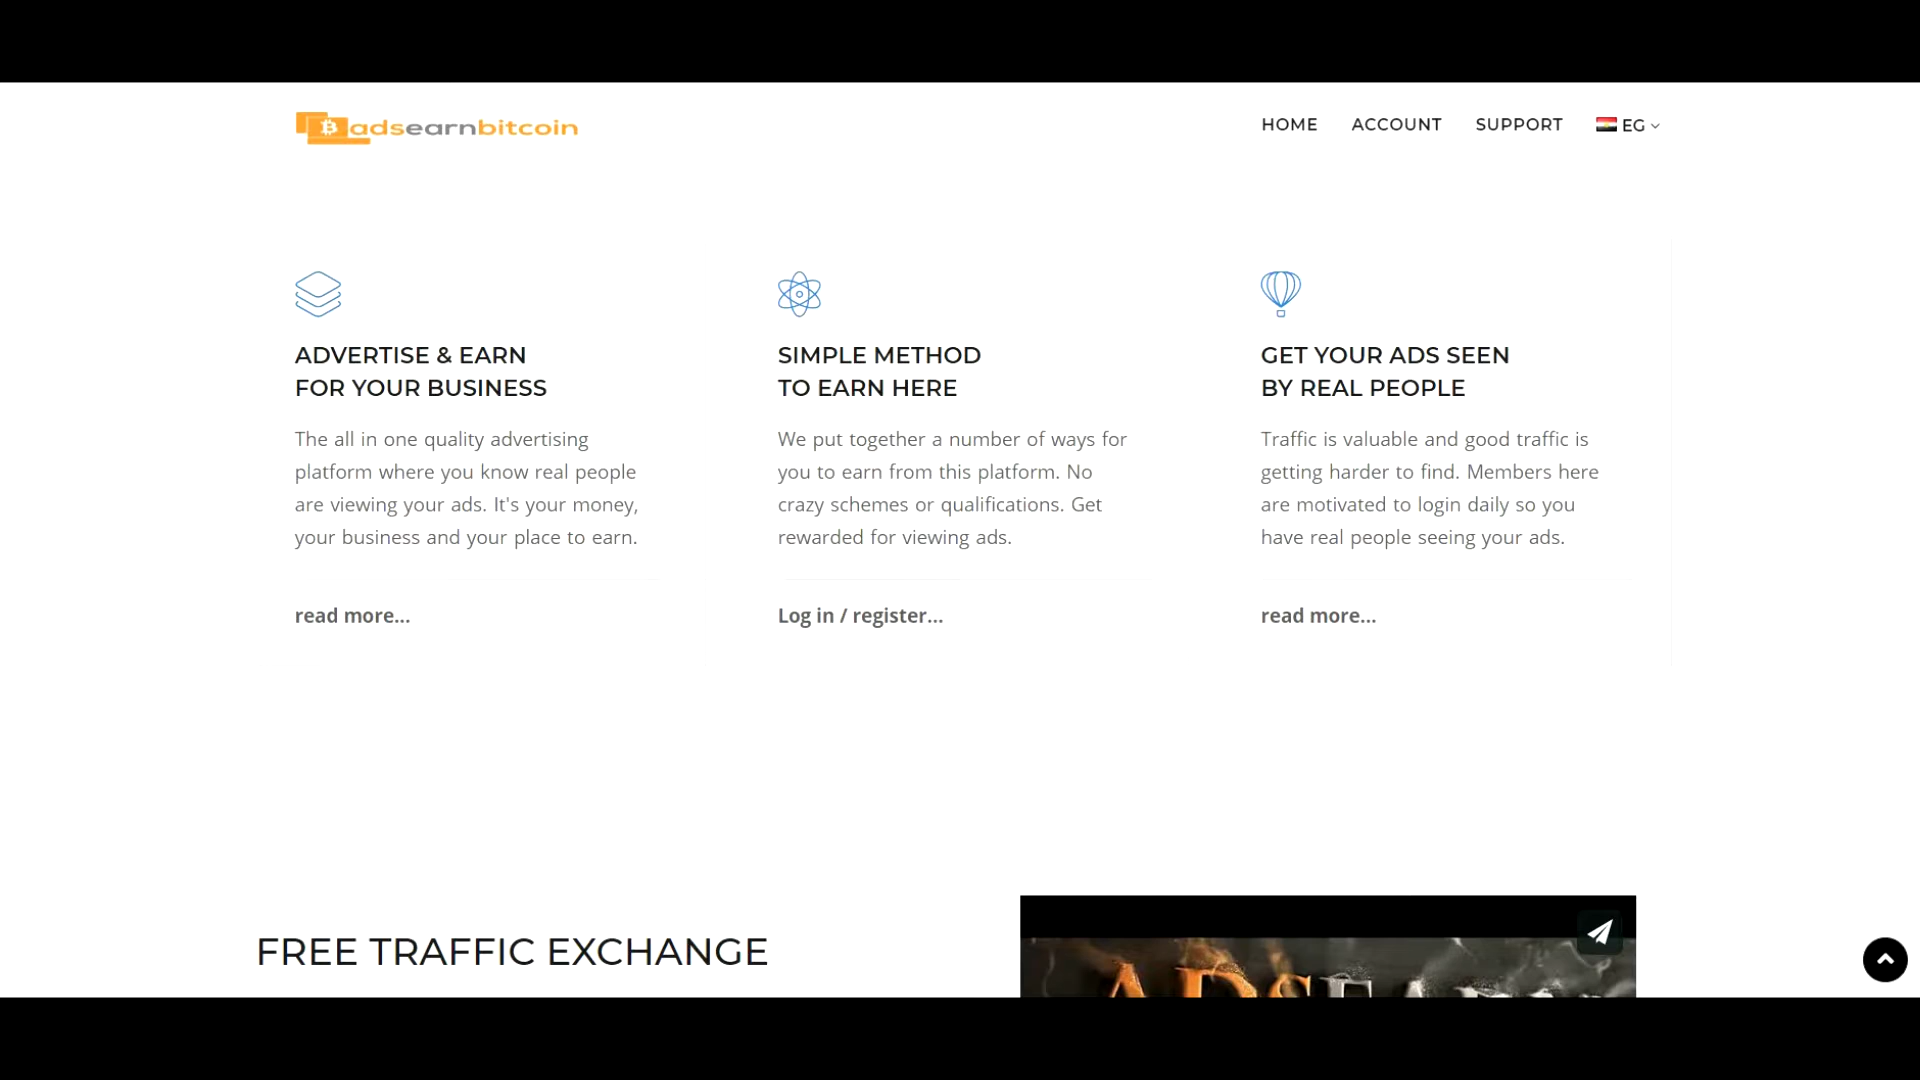 adsearnbitcoin
HOME
ACCOUNT
SUPPORT
EG
ADVERTISE & EARN
FOR YOUR BUSINESS
The all in one quality advertising
platform where you know real people
are viewing your ads. It's your money,
your business and your place to earn.
read more...
SIMPLE METHOD
TO EARN HERE
We put together a number of ways for
you to earn from this platform. No
crazy schemes or qualifications. Get
rewarded for viewing ads.
Log in / register...
GET YOUR ADS SEEN
BY REAL PEOPLE
Traffic is valuable and good traffic is
getting harder to find. Members here
are motivated to login daily so you
have real people seeing your ads.
read more...
FREE TRAFFIC EXCHANGE